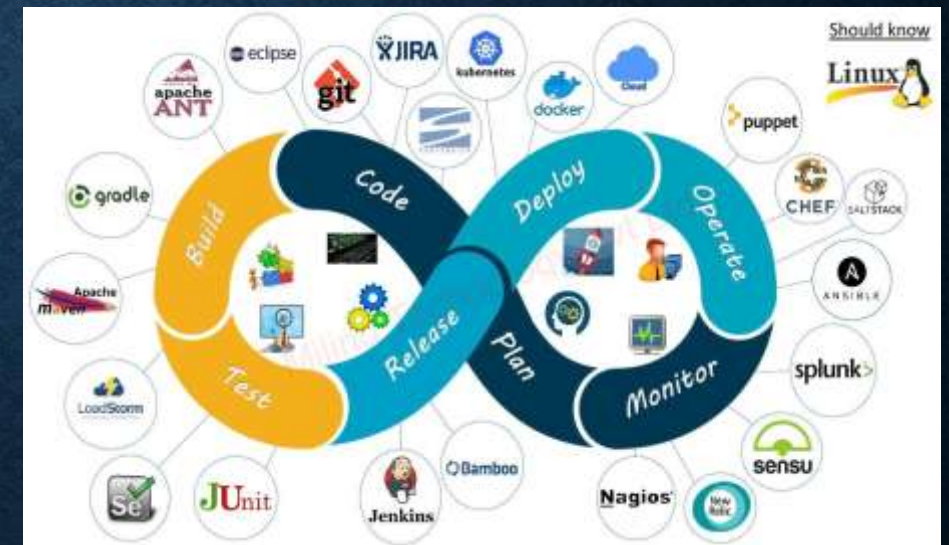 Should know
Linux
eclipse
git
JIRA
kubernetes
docker
Cloud
apache
ANT
puppet
CHEF
SALTSTACK
gradle
Code
Deploy
Build
Operate
ANSIBLE
Apache
maven
Release
Plan
Test
Monitor
splunk>
LoadStorm
sensu
Se
JUnit
Jenkins
Bamboo
Nagios
New
Relic